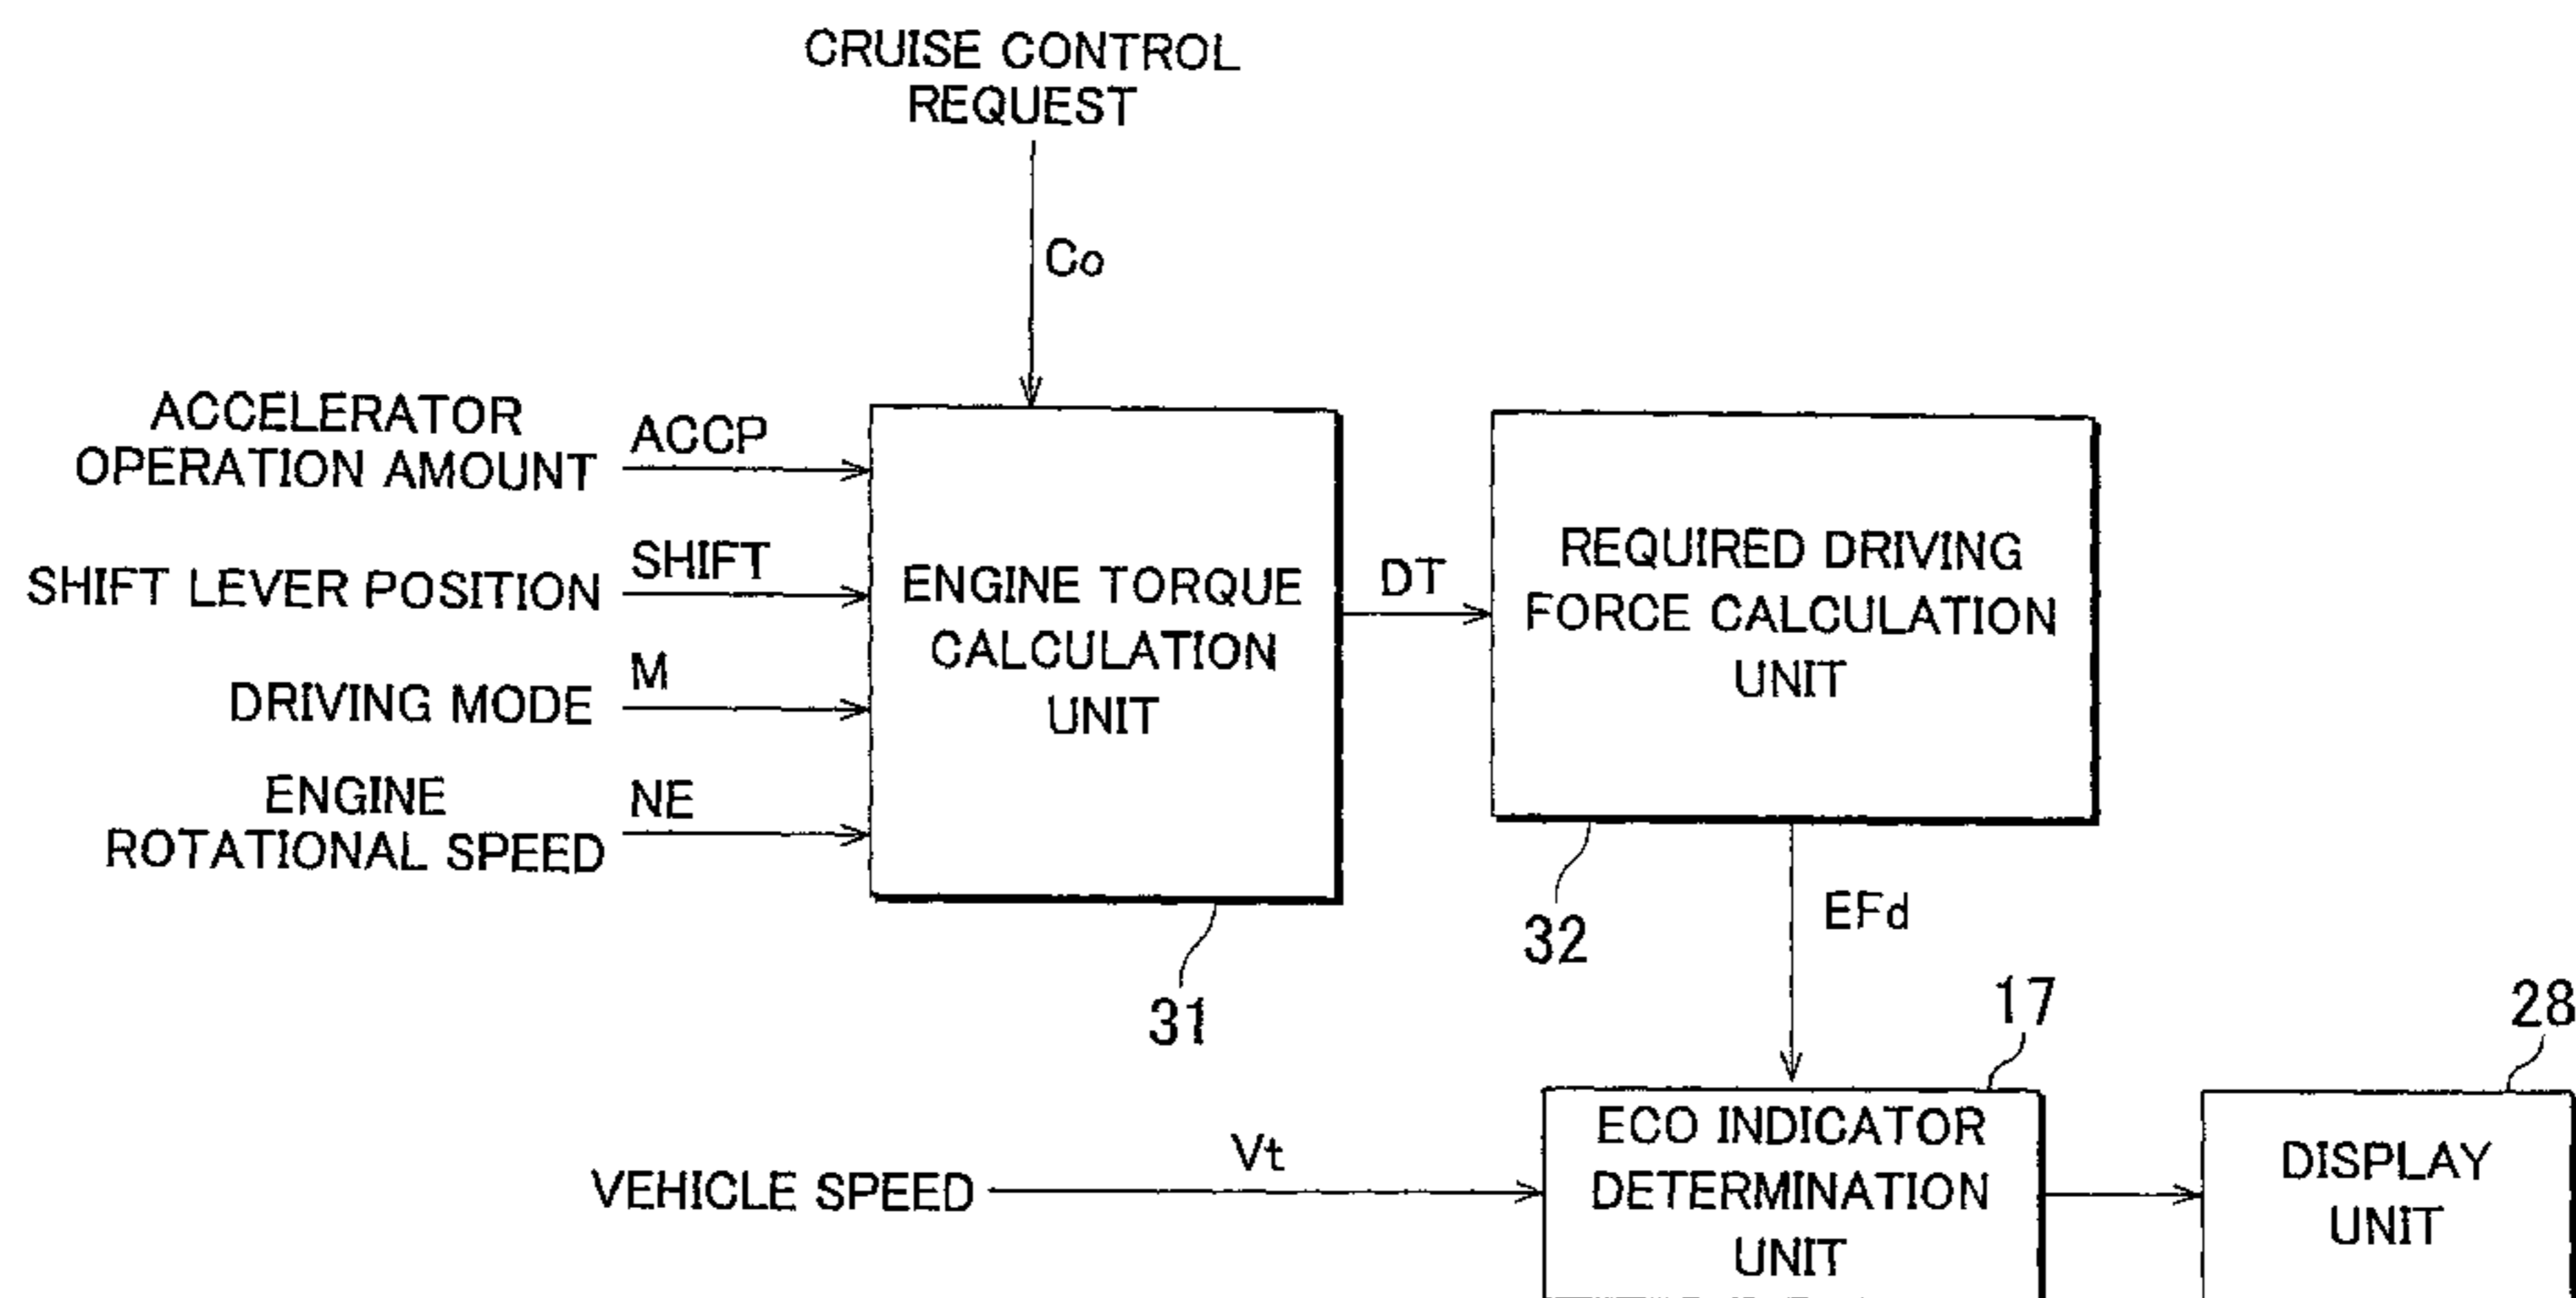 CRUISE CONTROL
REQUEST
Co
ACCELERATOR
OPERATION AMOUNT
ACCP
SHIFT LEVER POSITION
SHIFT
DRIVING MODE
M
ENGINE
ROTATIONAL SPEED
NE
ENGINE TORQUE
CALCULATION
UNIT
31
DT
REQUIRED DRIVING
FORCE CALCULATION
UNIT
32
EFd
VEHICLE SPEED
Vt
17
ECO INDICATOR
DETERMINATION
UNIT
28
DISPLAY
UNIT